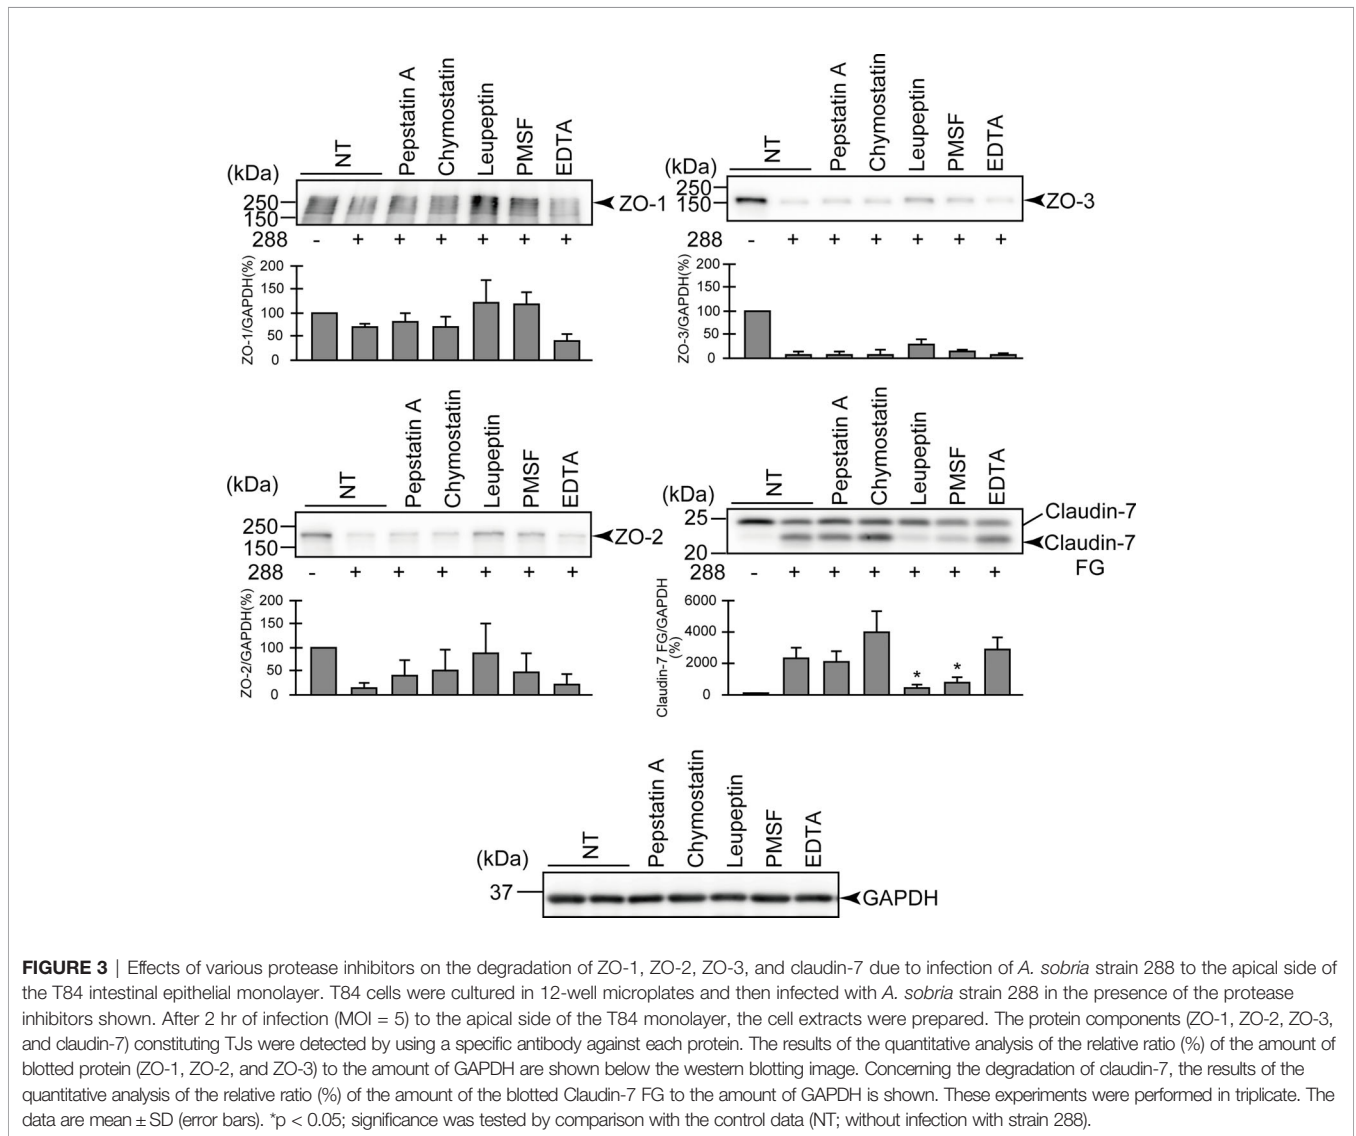 NT
Pepstatin A
Chymostatin
Leupeptin
PMSF
EDTA
(kDa)
250
150
ZO-1
288 - + + + + + +
ZO-1/GAPDH(%)
200
150
100
50
0
NT
Pepstatin A
Chymostatin
Leupeptin
PMSF
EDTA
(kDa)
250
150
ZO-3
288 - + + + + + +
ZO-3/GAPDH(%)
200
150
100
50
0
NT
Pepstatin A
Chymostatin
Leupeptin
PMSF
EDTA
(kDa)
250
150
ZO-2
288 - + + + + + +
ZO-2/GAPDH(%)
200
150
100
50
0
NT
Pepstatin A
Chymostatin
Leupeptin
PMSF
EDTA
(kDa)
25
20
Claudin-7
Claudin-7
FG
288 - + + + + + +
Claudin-7 FG/GAPDH
(%)
6000
4000
2000
0
* *
NT
Pepstatin A
Chymostatin
Leupeptin
PMSF
EDTA
(kDa)
37
GAPDH
FIGURE 3 | Effects of various protease inhibitors on the degradation of ZO-1, ZO-2, ZO-3, and claudin-7 due to infection of A. sobria strain 288 to the apical side of
the T84 intestinal epithelial monolayer. T84 cells were cultured in 12-well microplates and then infected with A. sobria strain 288 in the presence of the protease
inhibitors shown. After 2 hr of infection (MOI = 5) to the apical side of the T84 monolayer, the cell extracts were prepared. The protein components (ZO-1, ZO-2, ZO-3,
and claudin-7) constituting TJs were detected by using a specific antibody against each protein. The results of the quantitative analysis of the relative ratio (%) of the amount of
blotted protein (ZO-1, ZO-2, and ZO-3) to the amount of GAPDH are shown below the western blotting image. Concerning the degradation of claudin-7, the results of the
quantitative analysis of the relative ratio (%) of the amount of the blotted Claudin-7 FG to the amount of GAPDH is shown. These experiments were performed in triplicate. The
data are mean ± SD (error bars). *p < 0.05; significance was tested by comparison with the control data (NT; without infection with strain 288).